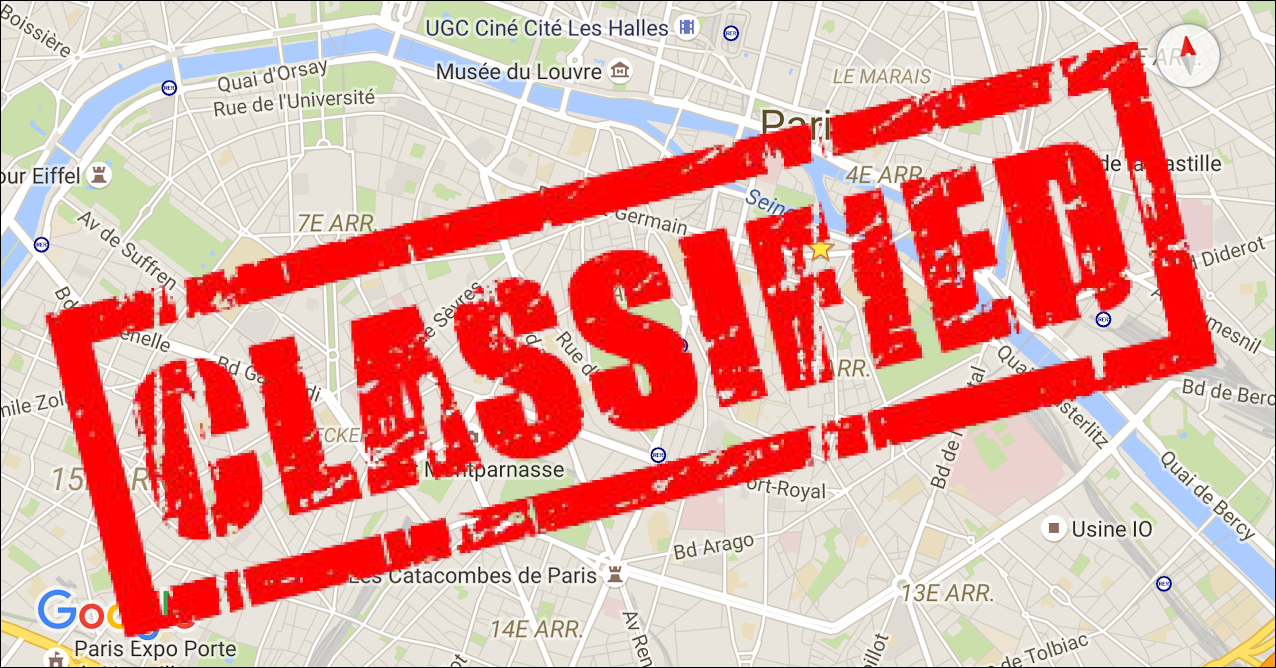 Boissière
UGC Ciné Cité Les Halles
Quai d'Orsay
Musée du Louvre
LE MARAIS
Rue de l'Université
Pari
4E ARR.
de la Bastille
our Eiffel
7E ARR.
Germain
Seine
Av de Suffren
Diderot
de Sèvres
CLASSIFIED
Rue d
enelle
Bd Ga
di
umesnil
mile Zol
ARR.
Bd de Berc
ECKER
sterlitz
Montparnasse
15
R
Bd de l
Quai de Bercy
ort-Royal
Usine IO
Bd Arago
Les Catacombes de Paris
13E ARR.
Google
14E ARR.
Av Ren
Paris Expo Porte
de Tolbiac